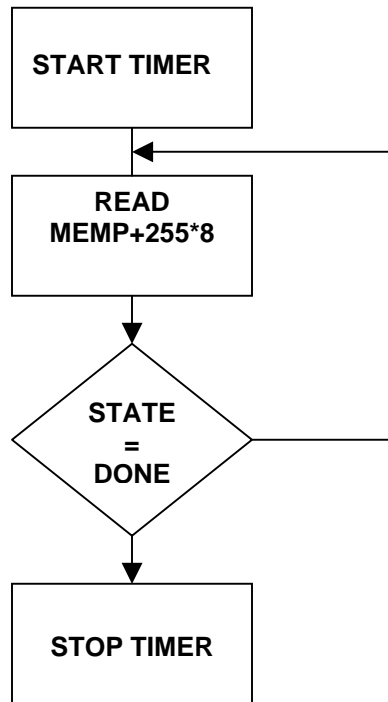 START TIMER
READ
MEMP+255*8
STATE
=
DONE
STOP TIMER